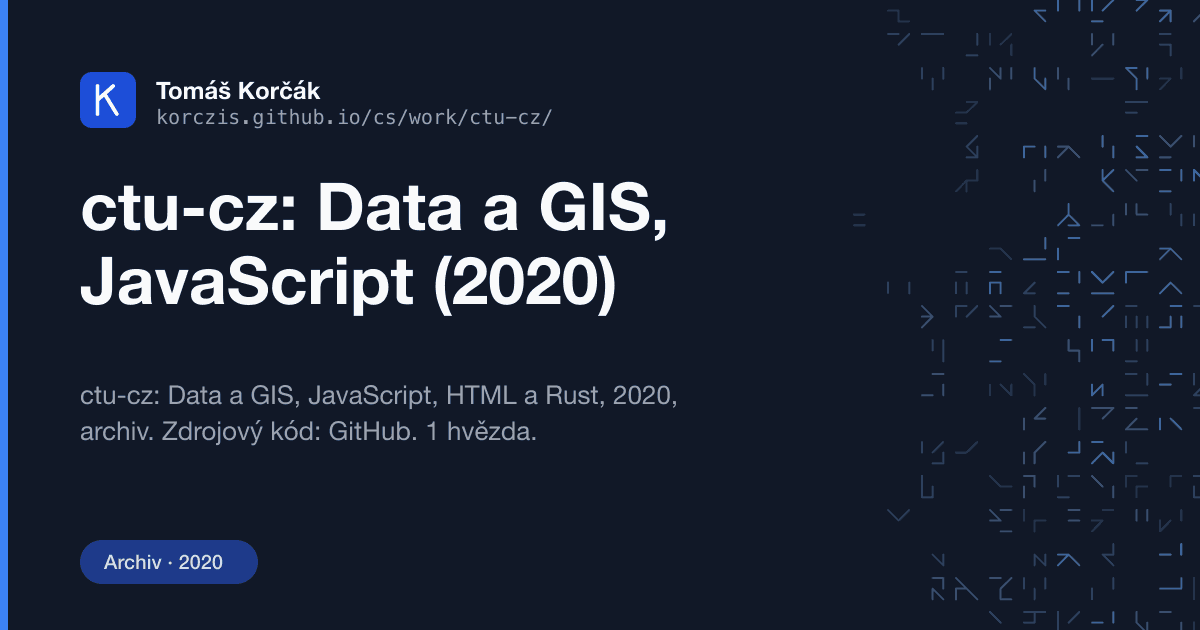 K
Tomáš Korčák
korczis.github.io/cs/work/ctu-cz/
ctu-cz: Data a GIS,
JavaScript (2020)
ctu-cz: Data a GIS, JavaScript, HTML a Rust, 2020,
archiv. Zdrojový kód: GitHub. 1 hvězda.
Archiv · 2020